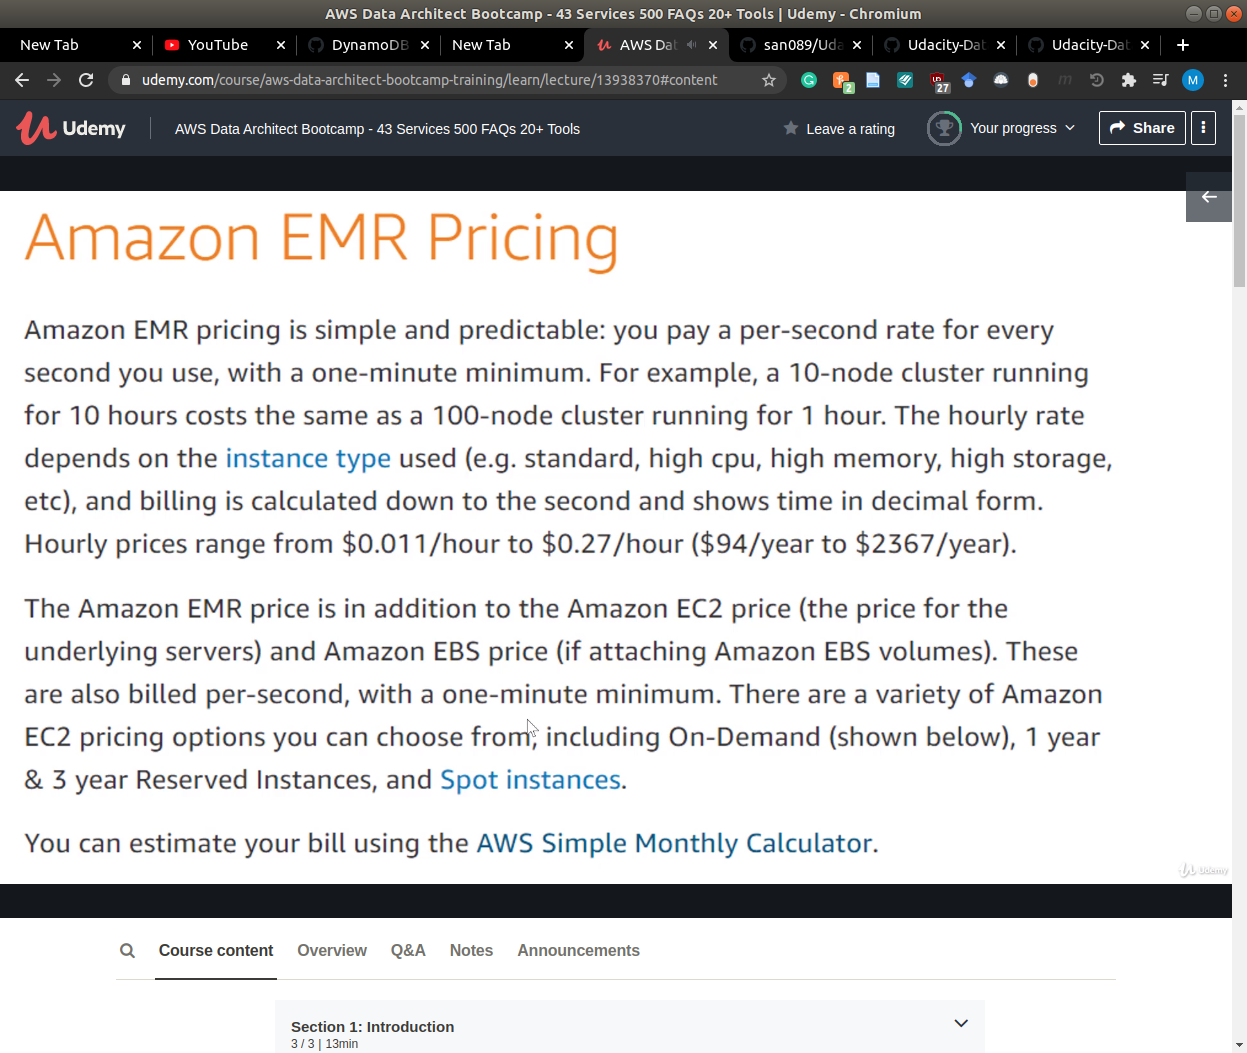 AWS Data Architect Bootcamp - 43 Services 500 FAQs 20+ Tools | Udemy - Chromium
New Tab
YouTube
DynamoDB
New Tab
AWS Dat
san089/Uda
Udacity-Dat
Udacity-Dat
udemy.com/course/aws-data-architect-bootcamp-training/learn/lecture/13938370#content
2
27
M
Udemy
AWS Data Architect Bootcamp - 43 Services 500 FAQs 20+ Tools
Leave a rating
Your progress
Share
Amazon EMR Pricing
Amazon EMR pricing is simple and predictable: you pay a per-second rate for every
second you use, with a one-minute minimum. For example, a 10-node cluster running
for 10 hours costs the same as a 100-node cluster running for 1 hour. The hourly rate
depends on the instance type used (e.g. standard, high cpu, high memory, high storage,
etc), and billing is calculated down to the second and shows time in decimal form.
Hourly prices range from $0.011/hour to $0.27/hour ($94/year to $2367/year).
The Amazon EMR price is in addition to the Amazon EC2 price (the price for the
underlying servers) and Amazon EBS price (if attaching Amazon EBS volumes). These
are also billed per-second, with a one-minute minimum. There are a variety of Amazon
EC2 pricing options you can choose from, including On-Demand (shown below), 1 year
& 3 year Reserved Instances, and Spot instances.
You can estimate your bill using the AWS Simple Monthly Calculator.
Udemy
Course content
Overview
Q&A
Notes
Announcements
Section 1: Introduction
3 / 3 | 13min